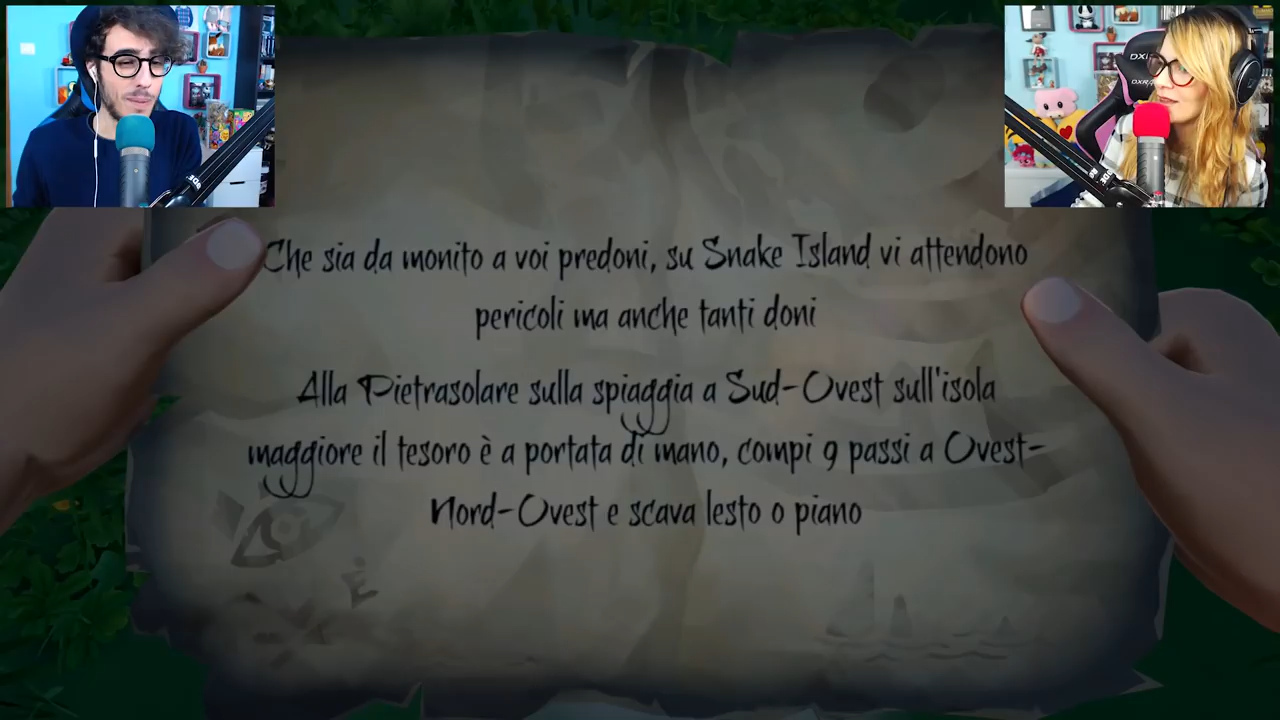 Che sia da monito a voi predoni, su Snake Island vi attendono
pericoli ma anche tanti doni
Alla Pietrasolare sulla spiaggia a Sud-Ovest sull'isola
maggiore il tesoro è a portata di mano, compi 9 passi a Ovest-
Nord-Ovest e scava lesto o piano
È